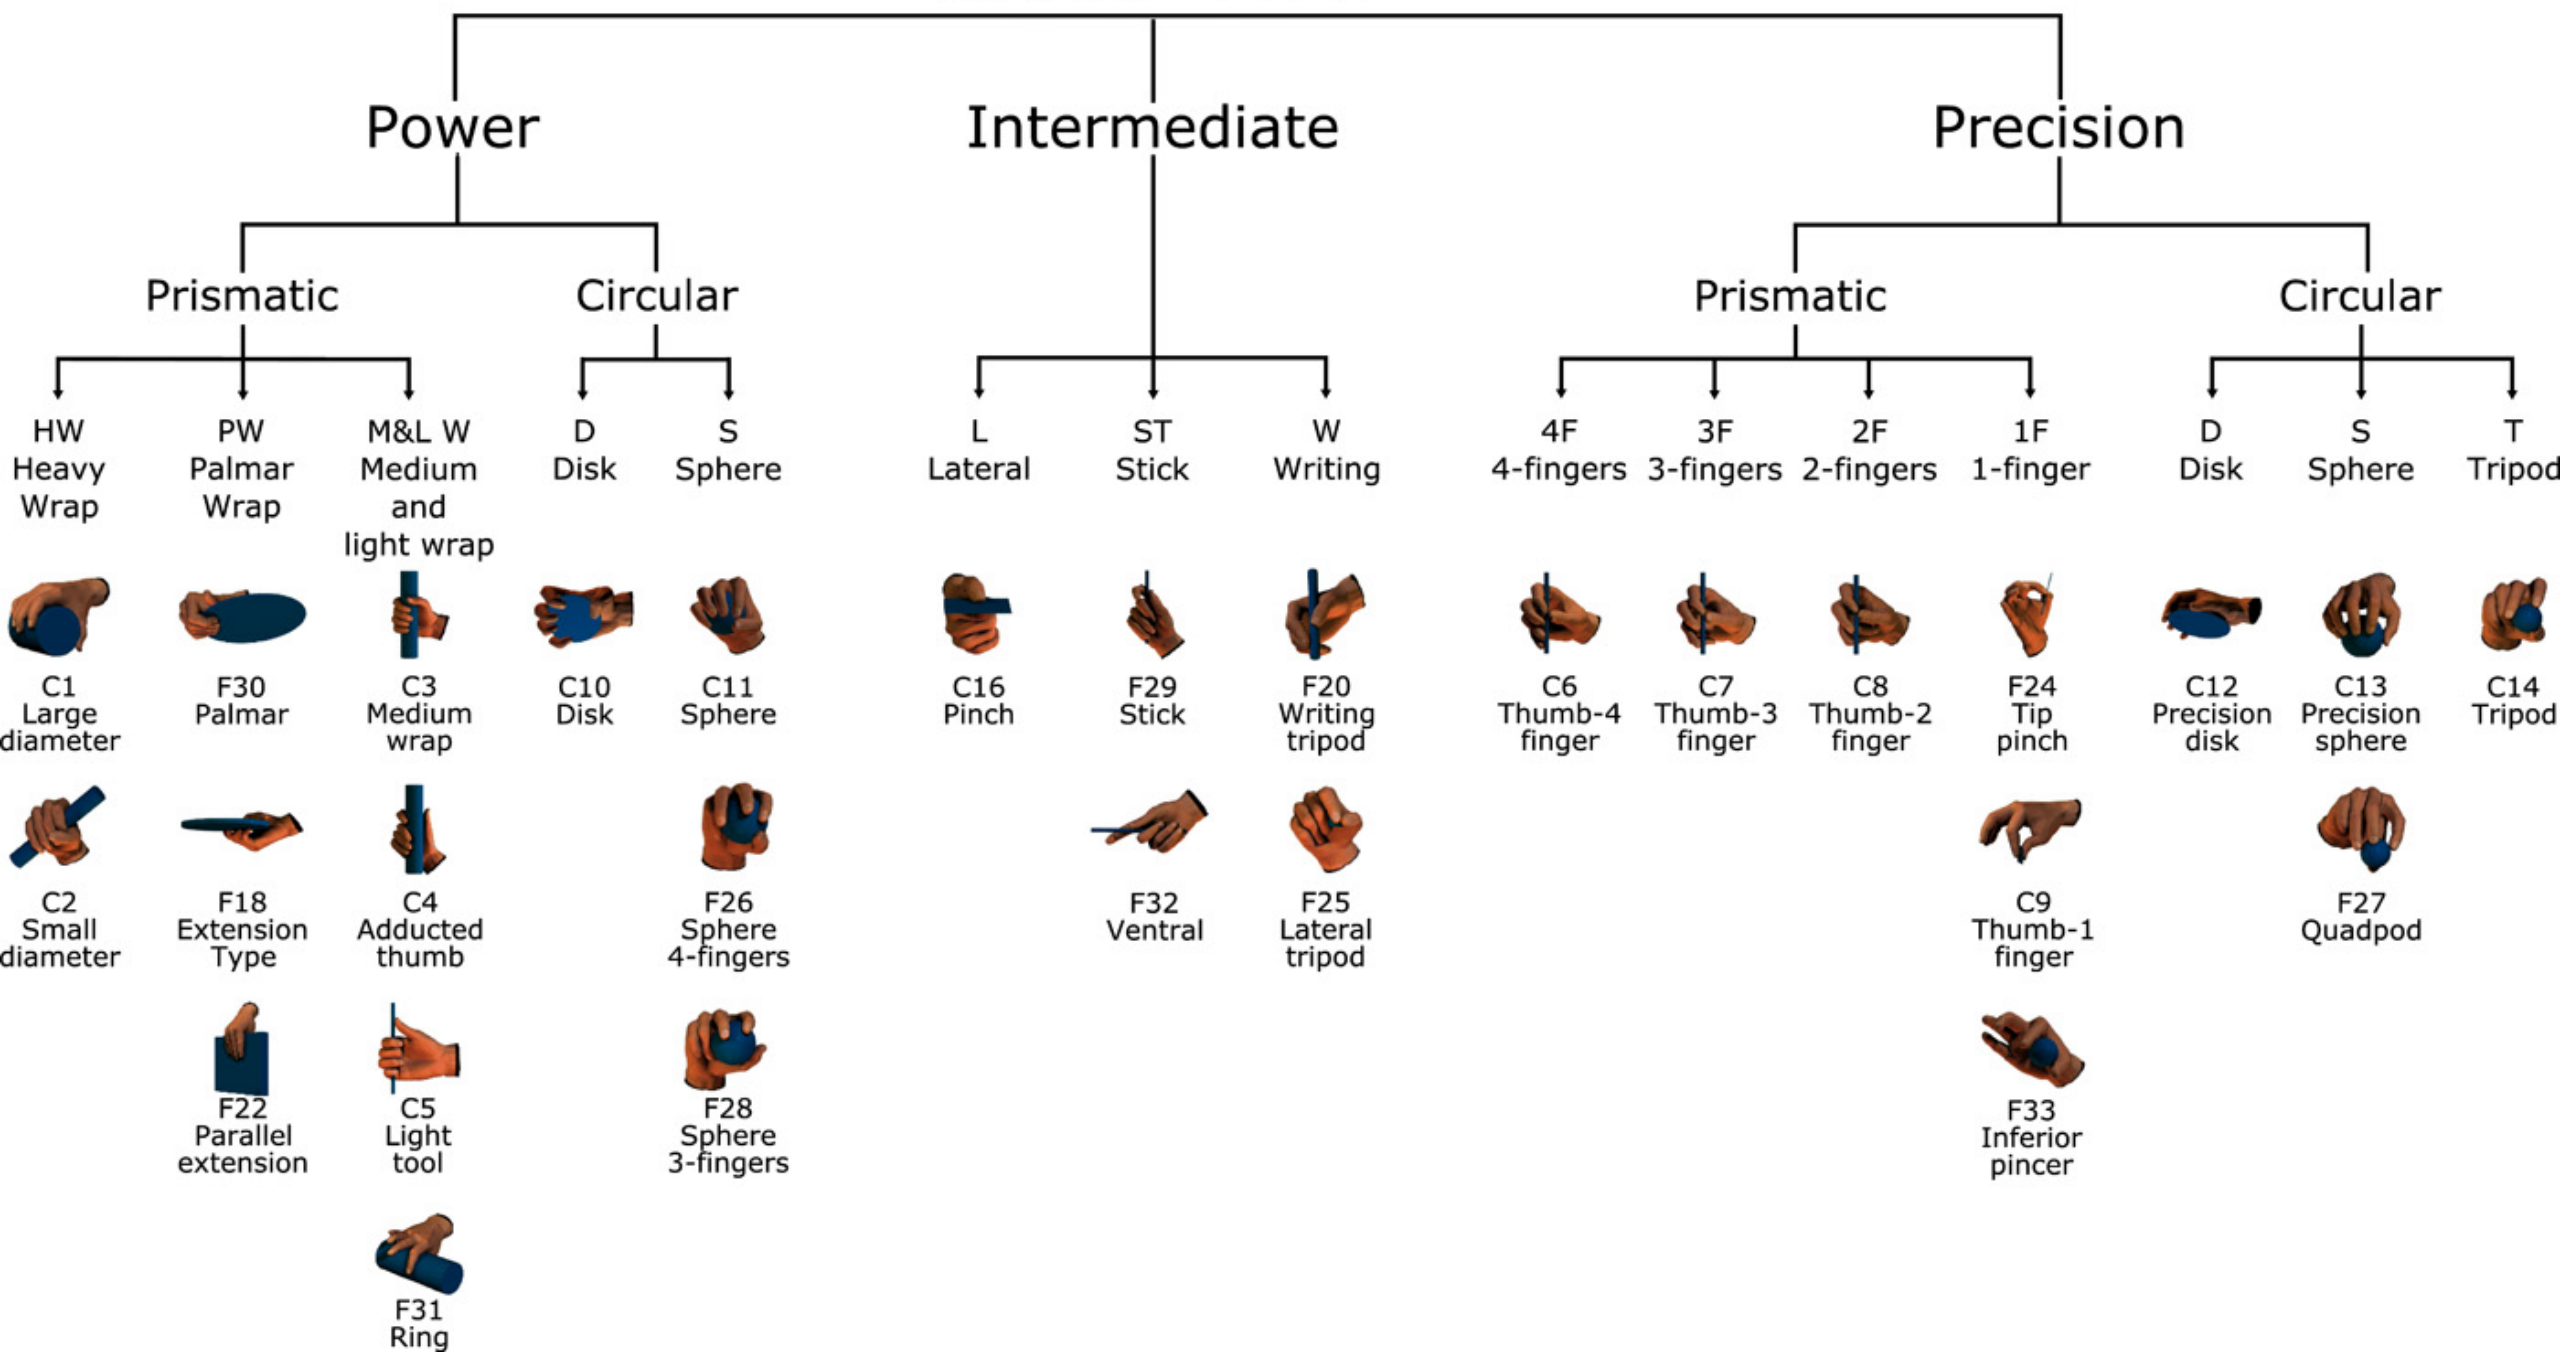 Power
Intermediate
Precision
Prismatic
Circular
Prismatic
Circular
HW
Heavy
Wrap
PW
Palmar
Wrap
M&L W
Medium
and
light wrap
D
Disk
S
Sphere
L
Lateral
ST
Stick
W
Writing
4F
4-fingers
3F
3-fingers
2F
2-fingers
1F
1-finger
D
Disk
S
Sphere
T
Tripod
C1
Large
diameter
F30
Palmar
C3
Medium
wrap
C10
Disk
C11
Sphere
C16
Pinch
F29
Stick
F20
Writing
tripod
C6
Thumb-4
finger
C7
Thumb-3
finger
C8
Thumb-2
finger
F24
Tip
pinch
C12
Precision
disk
C13
Precision
sphere
C14
Tripod
C2
Small
diameter
F18
Extension
Type
C4
Adducted
thumb
F26
Sphere
4-fingers
F32
Ventral
F25
Lateral
tripod
C9
Thumb-1
finger
F27
Quadpod
F22
Parallel
extension
C5
Light
tool
F28
Sphere
3-fingers
F33
Inferior
pincer
F31
Ring